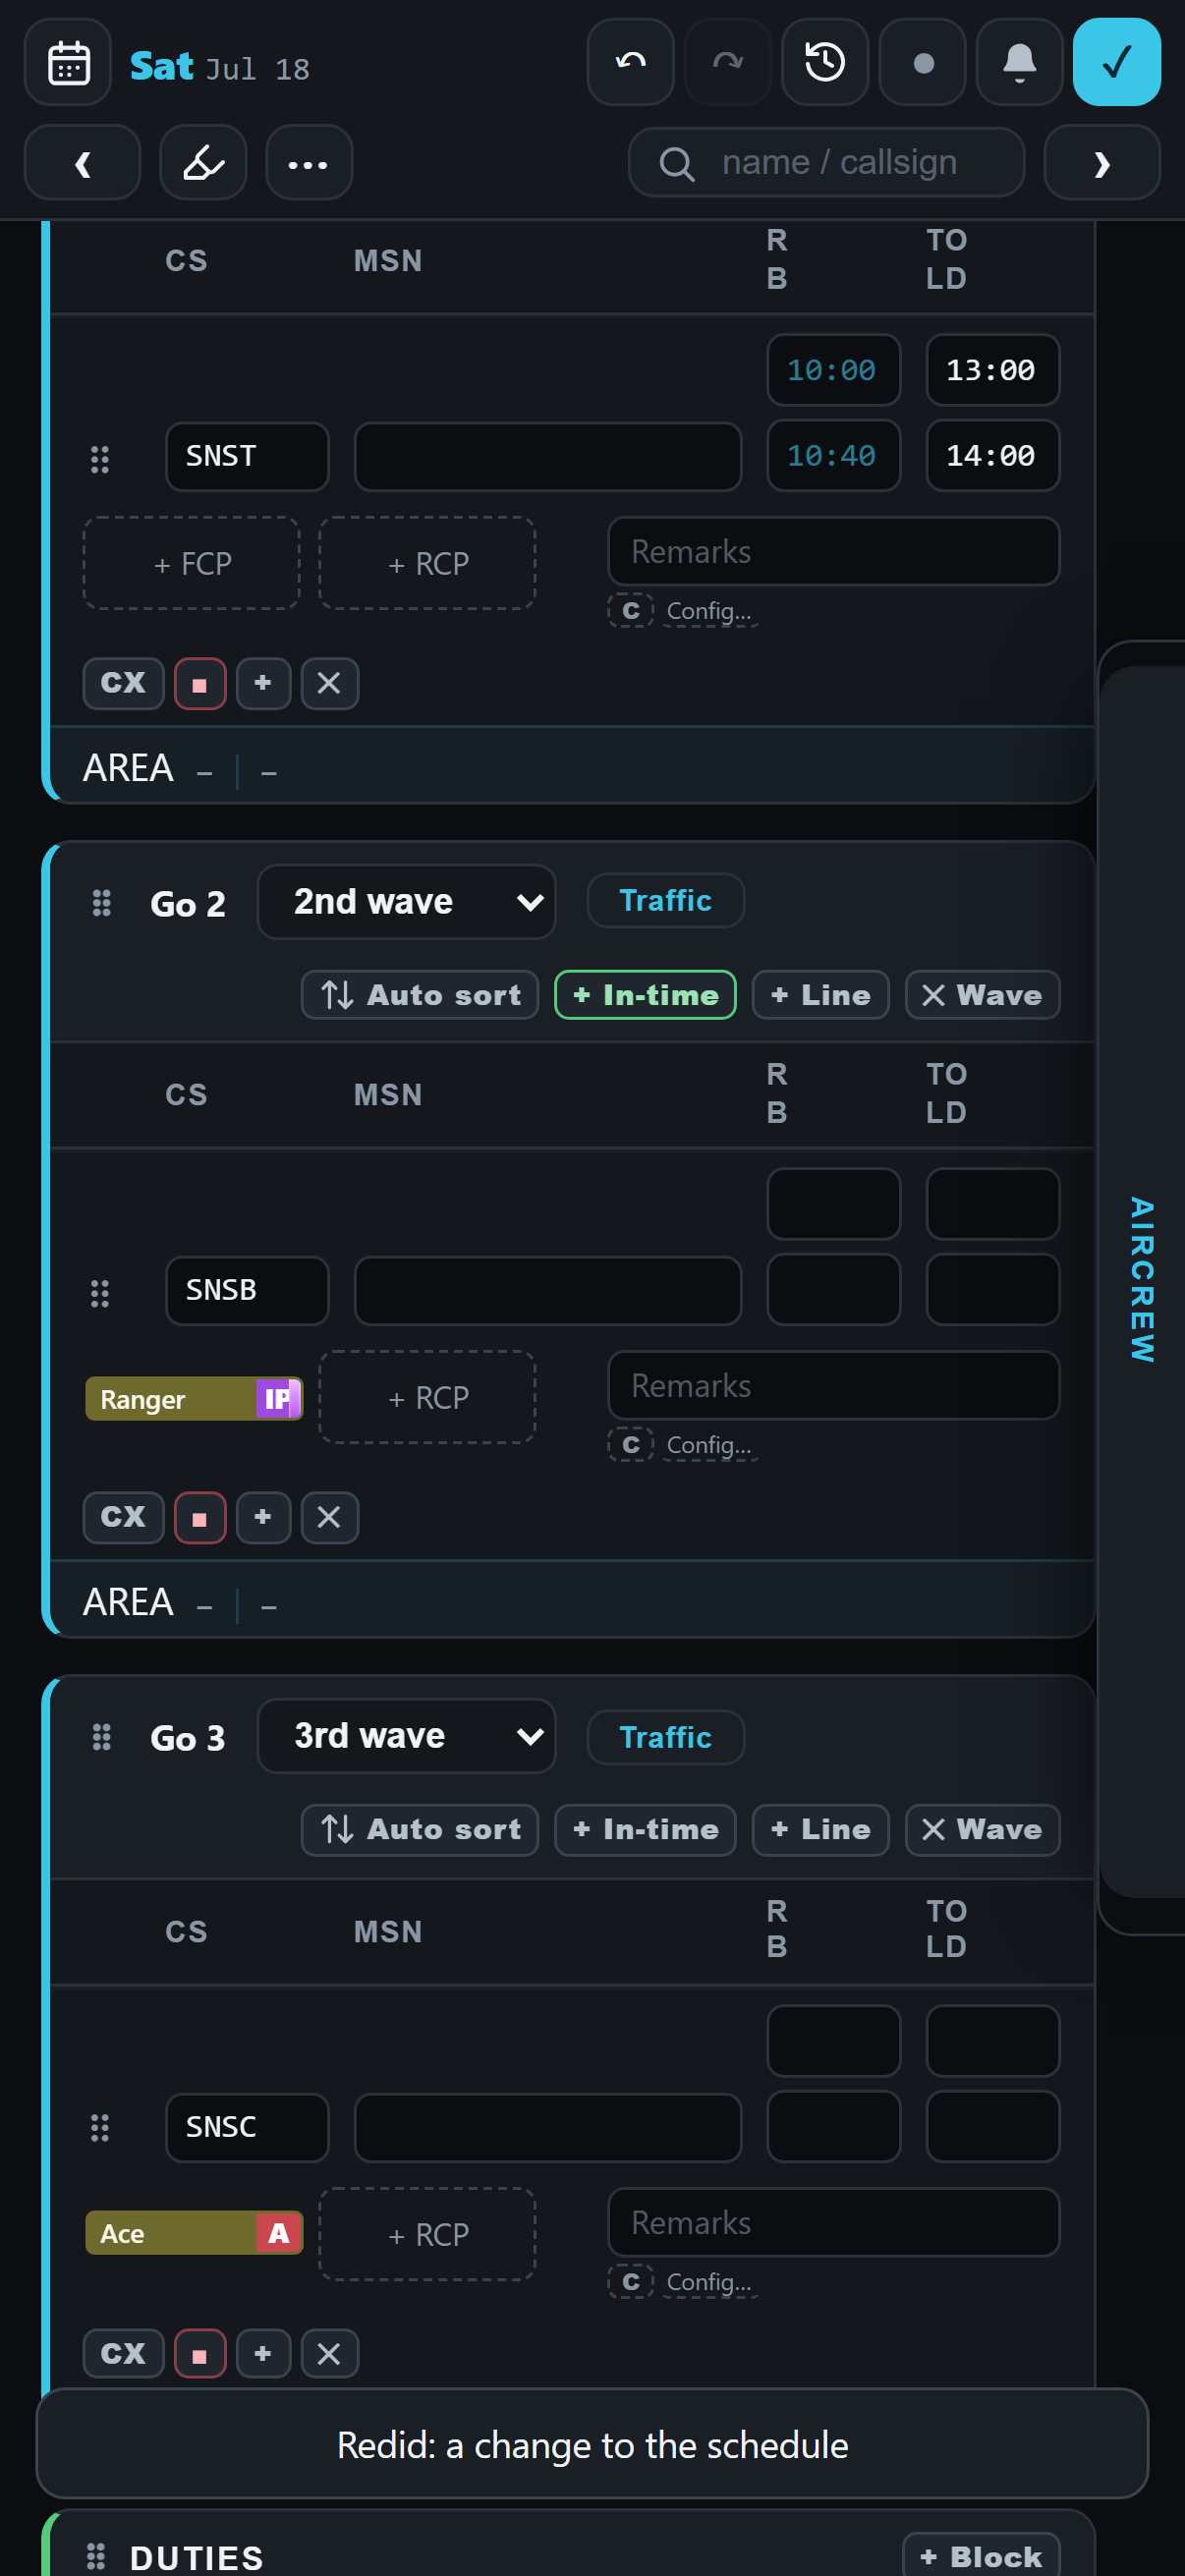 Sat Jul 18
name / callsign
CS MSN R B TO LD
10:00 13:00
SNST 10:40 14:00
+ FCP + RCP Remarks
C Config...
CX + ×
AREA – | –
Go 2 2nd wave Traffic
Auto sort + In-time + Line × Wave
CS MSN R B TO LD
SNSB
Ranger IP + RCP Remarks
C Config...
CX + ×
AREA – | –
AIRCREW
Go 3 3rd wave Traffic
Auto sort + In-time + Line × Wave
CS MSN R B TO LD
SNSC
Ace A + RCP Remarks
C Config...
CX + ×
Redid: a change to the schedule
DUTIES + Block